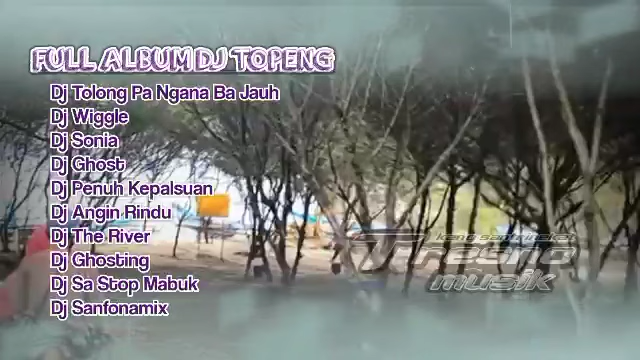 FULL ALBUM DJ TOPENG
Dj Tolong Pa Ngana Ba Jauh
Dj Wiggle
Dj Sonia
Dj Ghost
Dj Penuh Kepalsuan
Dj Angin Rindu
Dj The River
Dj Ghosting
Dj Sa Stop Mabuk
Dj Sanfonamix
Tresno
musik